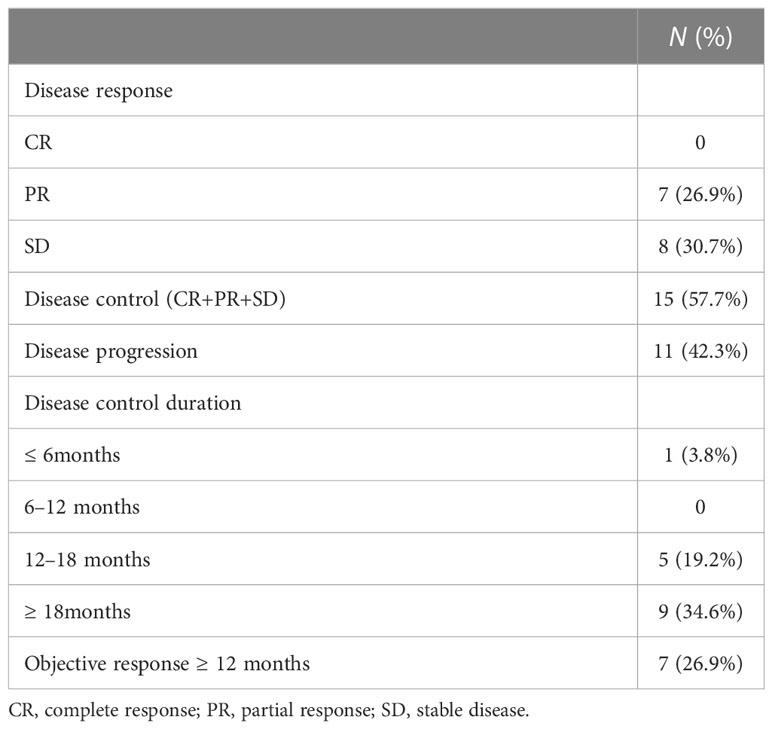 N (%)
Disease response
CR 0
PR 7 (26.9%)
SD 8 (30.7%)
Disease control (CR+PR+SD) 15 (57.7%)
Disease progression 11 (42.3%)
Disease control duration
≤ 6months 1 (3.8%)
6–12 months 0
12–18 months 5 (19.2%)
≥ 18months 9 (34.6%)
Objective response ≥ 12 months 7 (26.9%)
CR, complete response; PR, partial response; SD, stable disease.